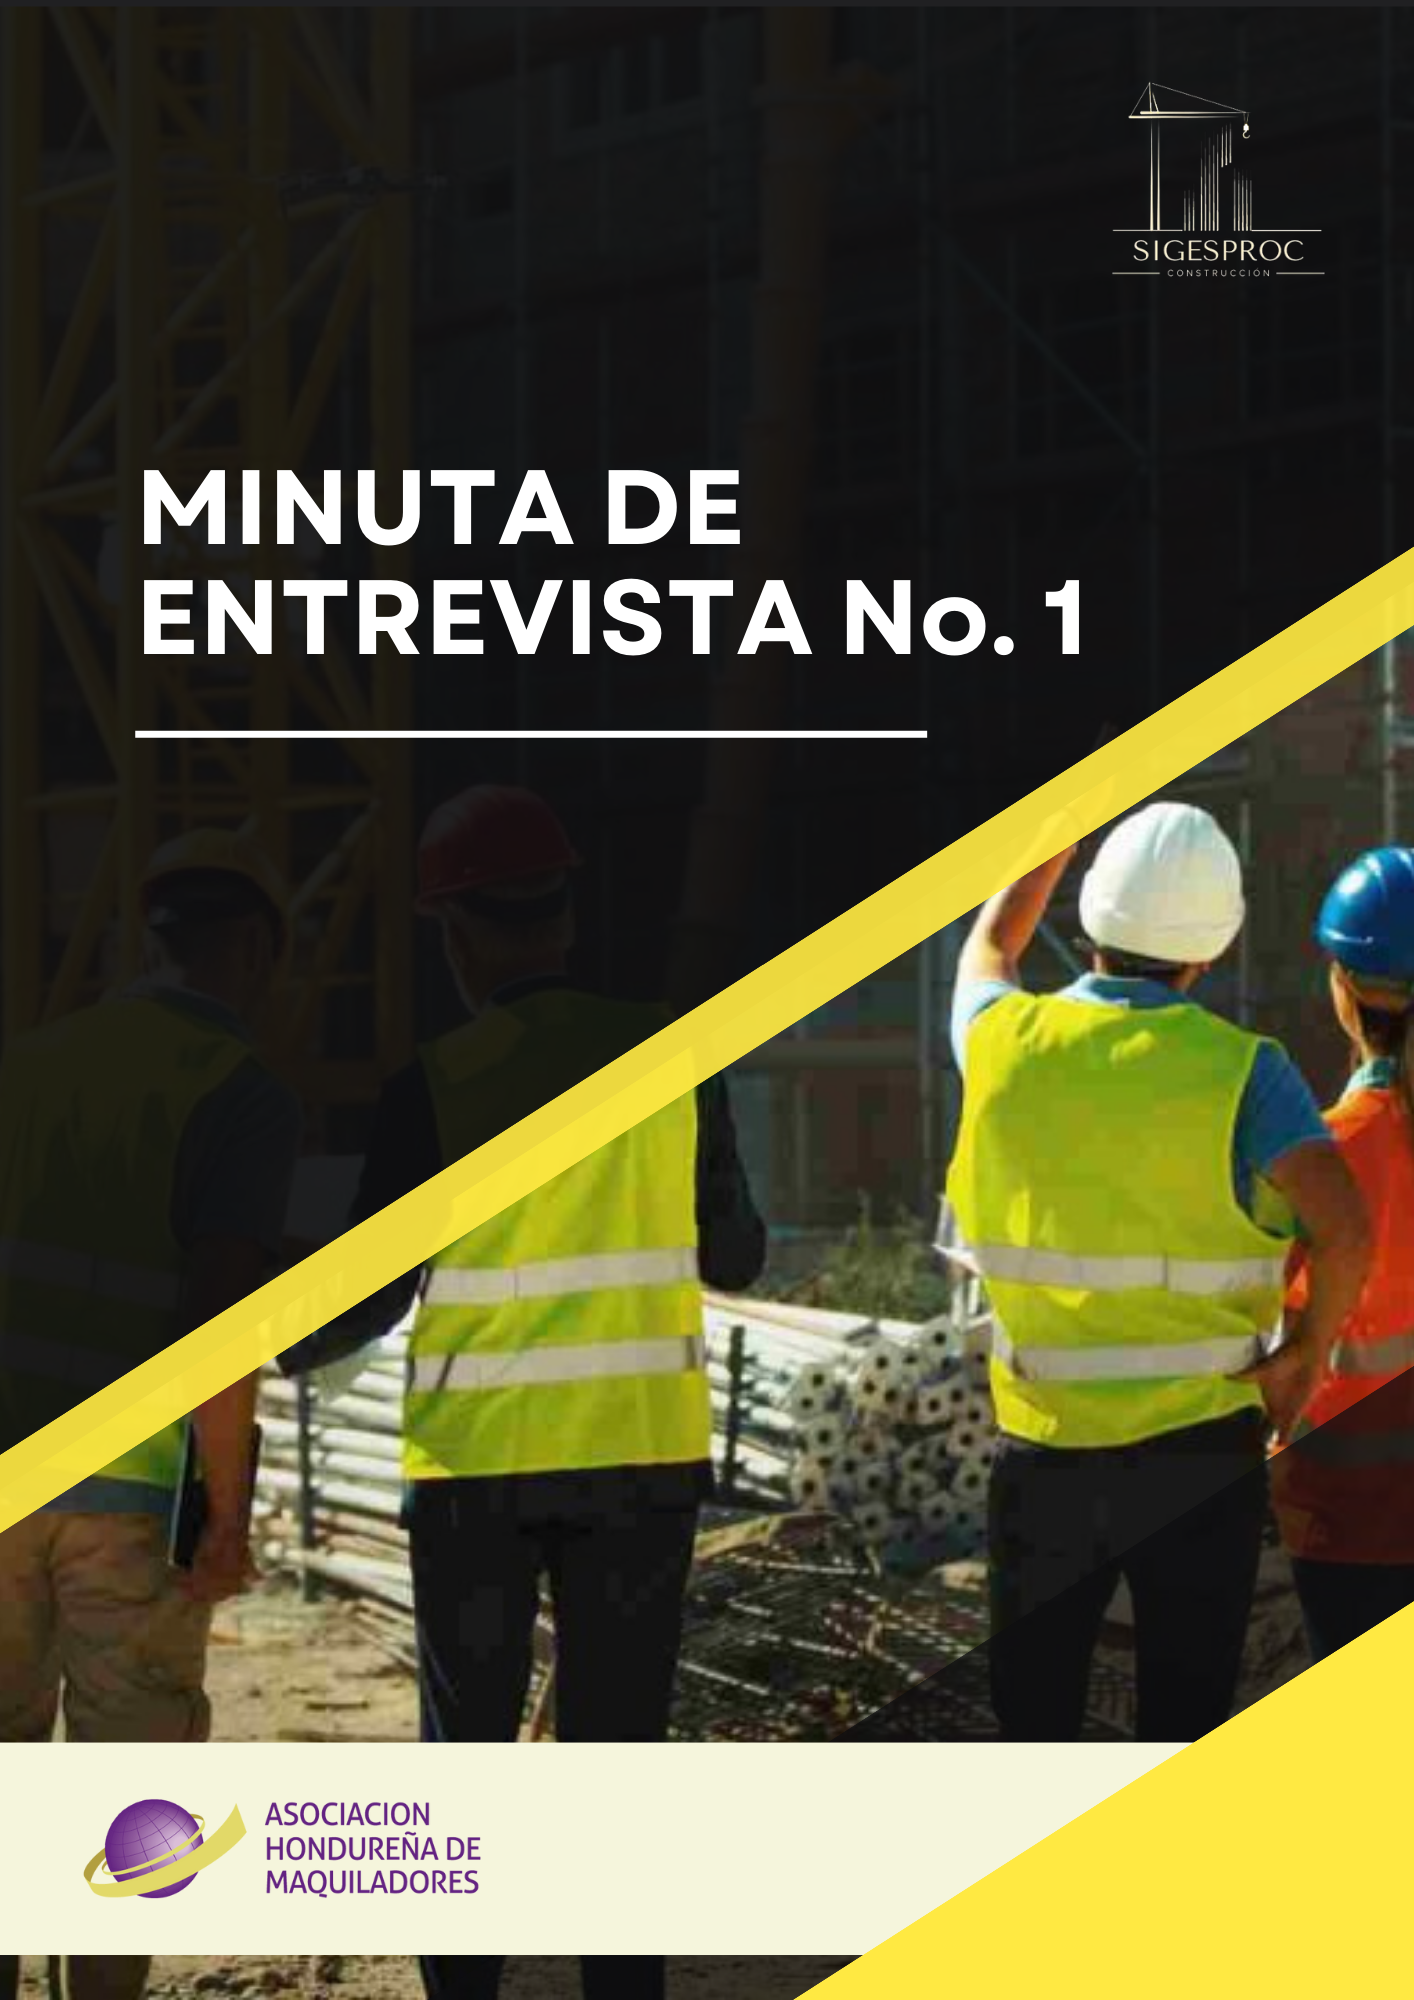 SIGESPROC
CONSTRUCCIÓN
MINUTA DE
ENTREVISTA No. 1
ASOCIACION
HONDUREÑA DE
MAQUILADORES